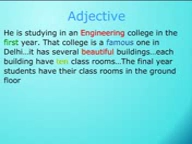 Adjective
He is studying in an Engineering college in the
first year. That college is a famous one in
Delhi...it has several beautiful buildings...each
building have ten class rooms...The final year
students have their class rooms in the ground
floor